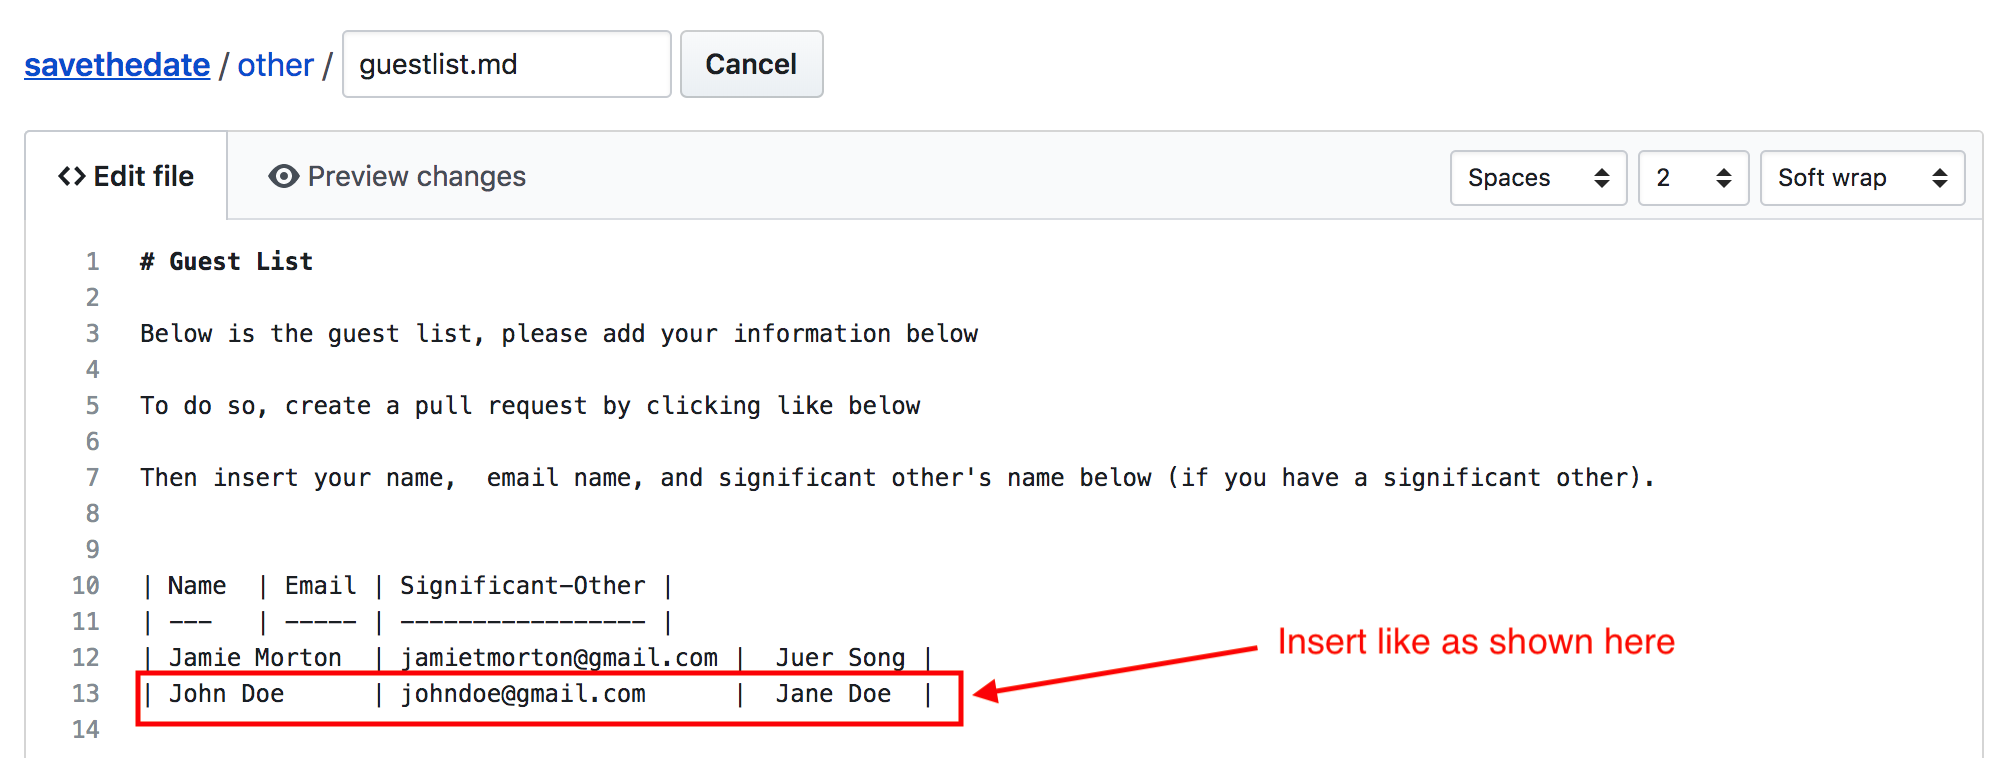 savethedate / other / guestlist.md Cancel
<> Edit file Preview changes Spaces 2 Soft wrap
1 # Guest List
2
3 Below is the guest list, please add your information below
4
5 To do so, create a pull request by clicking like below
6
7 Then insert your name,  email name, and significant other's name below (if you have a significant other).
8
9
10 | Name  | Email | Significant-Other |
11 | ---   | ----- | ----------------- |
12 | Jamie Morton  | jamietmorton@gmail.com |  Juer Song |
Insert like as shown here
13 | John Doe      | johndoe@gmail.com      |  Jane Doe  |
14